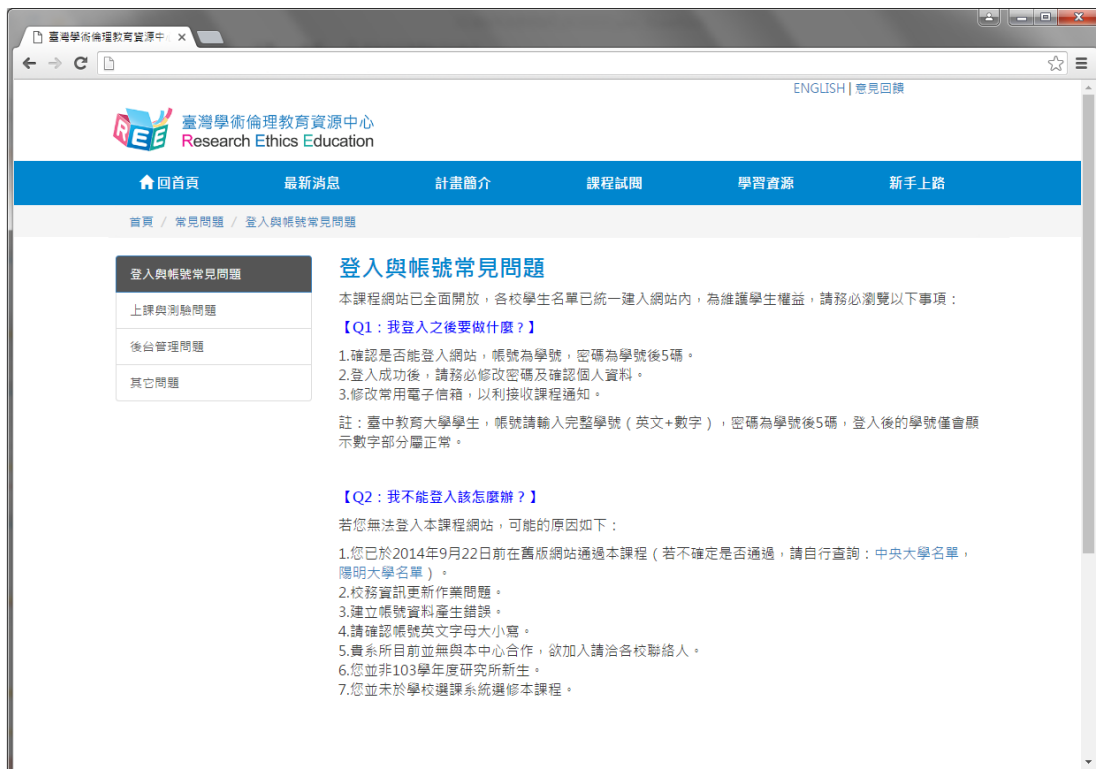 臺灣學術倫理教育資源中
ENGLISH | 意見回饋
REE
臺灣學術倫理教育資源中心
Research Ethics Education
回首頁 最新消息 計畫簡介 課程試閱 學習資源 新手上路
首頁 / 常見問題 / 登入與帳號常見問題
登入與帳號常見問題
上課與測驗問題
後台管理問題
其它問題
登入與帳號常見問題
本課程網站已全面開放，各校學生名單已統一建入網站內，為維護學生權益，請務必瀏覽以下事項：
【Q1：我登入之後要做什麼？】
1.確認是否能登入網站，帳號為學號，密碼為學號後5碼。
2.登入成功後，請務必修改密碼及確認個人資料。
3.修改常用電子信箱，以利接收課程通知。
註：臺中教育大學學生，帳號請輸入完整學號（英文+數字），密碼為學號後5碼，登入後的學號僅會顯
示數字部分屬正常。
【Q2：我不能登入該怎麼辦？】
若您無法登入本課程網站，可能的原因如下：
1.您已於2014年9月22日前在舊版網站通過本課程（若不確定是否通過，請自行查詢：中央大學名單，
陽明大學名單）。
2.校務資訊更新作業問題。
3.建立帳號資料產生錯誤。
4.請確認帳號英文字母大小寫。
5.貴系所目前並無與本中心合作，欲加入請洽各校聯絡人。
6.您並非103學年度研究所新生。
7.您並未於學校選課系統選修本課程。